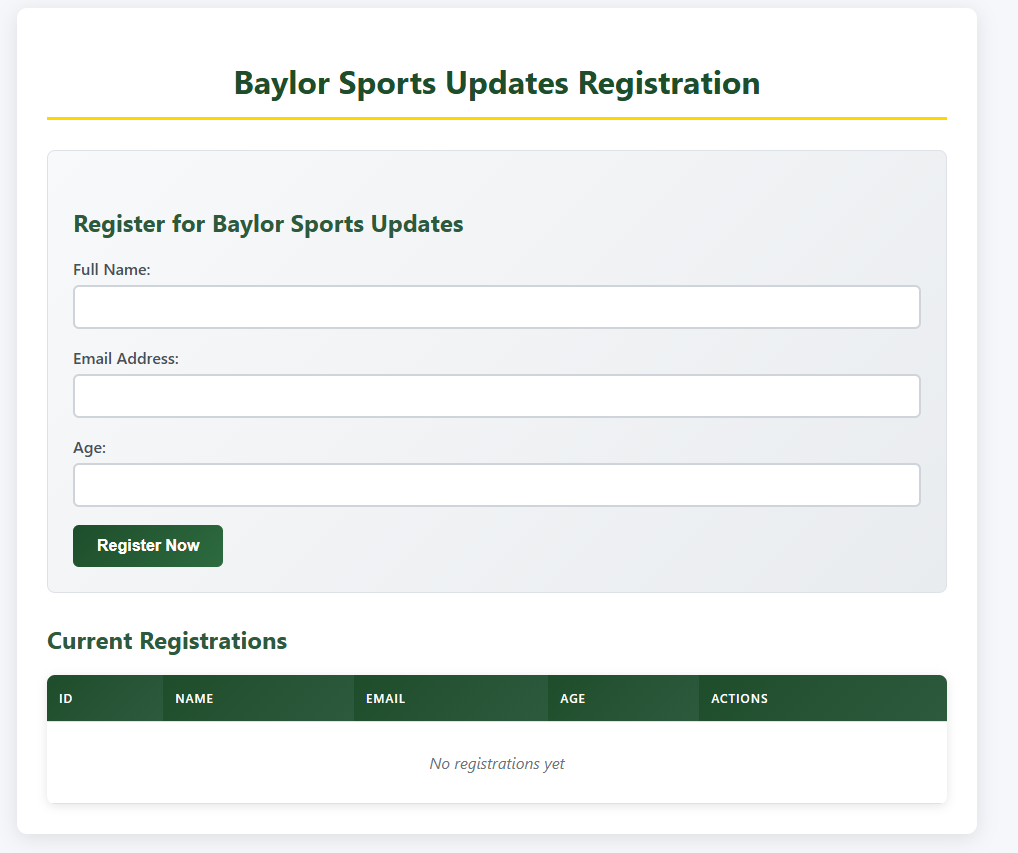 Baylor Sports Updates Registration
Register for Baylor Sports Updates
Full Name:
Email Address:
Age:
Register Now
Current Registrations
ID NAME EMAIL AGE ACTIONS
No registrations yet